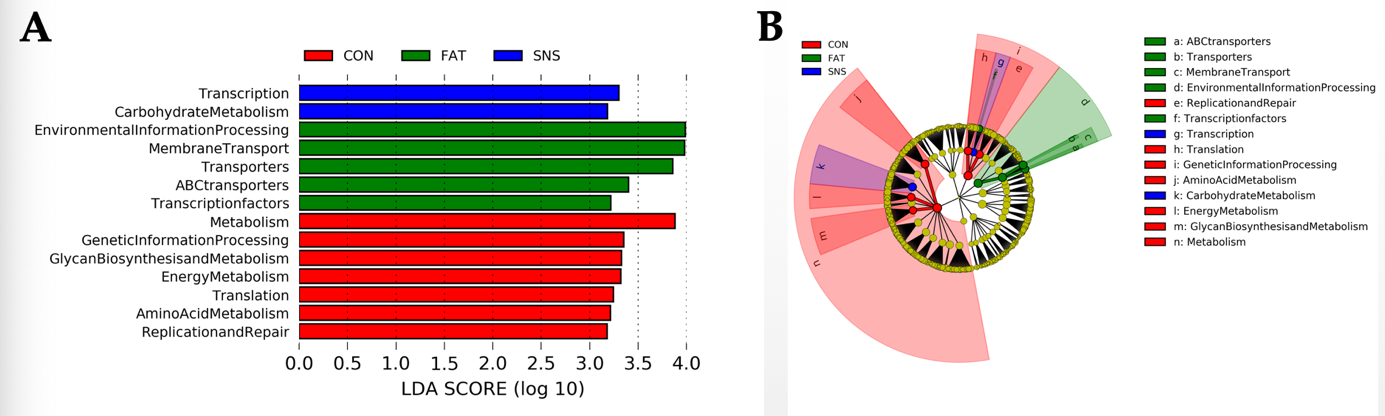 A
CON FAT SNS
Transcription
CarbohydrateMetabolism
EnvironmentalInformationProcessing
MembraneTransport
Transporters
ABCtransporters
Transcriptionfactors
Metabolism
GeneticInformationProcessing
GlycanBiosynthesisandMetabolism
EnergyMetabolism
Translation
AminoAcidMetabolism
ReplicationandRepair
0.0 0.5 1.0 1.5 2.0 2.5 3.0 3.5 4.0
LDA SCORE (log 10)
B
CON
FAT
SNS
i
h g e
f
j
d
c
b
a
k
l
m
n
a: ABCtransporters
b: Transporters
c: MembraneTransport
d: EnvironmentalInformationProcessing
e: ReplicationandRepair
f: Transcriptionfactors
g: Transcription
h: Translation
i: GeneticInformationProcessing
j: AminoAcidMetabolism
k: CarbohydrateMetabolism
l: EnergyMetabolism
m: GlycanBiosynthesisandMetabolism
n: Metabolism